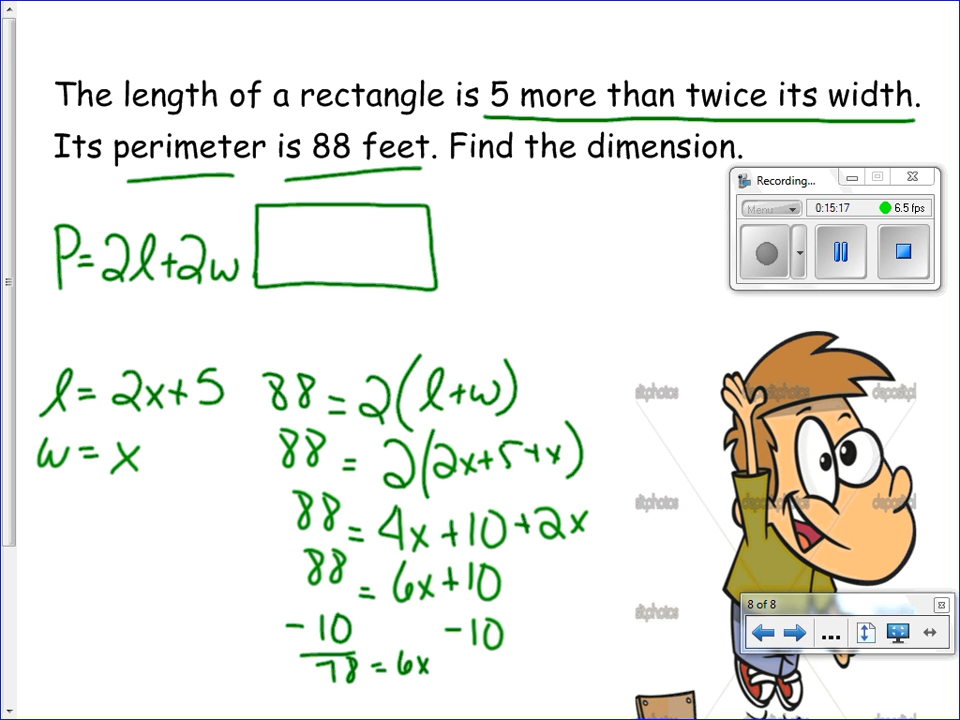 The length of a rectangle is 5 more than twice its width.
Its perimeter is 88 feet. Find the dimension.
Recording...
Menu
0:15:17
6.5 fps
P=2l+2w
l=2x+5
w=x
88=2(l+w)
88=2(2x+5+x)
88=4x+10+2x
88=6x+10
-10 -10
78=6x
8 of 8
...